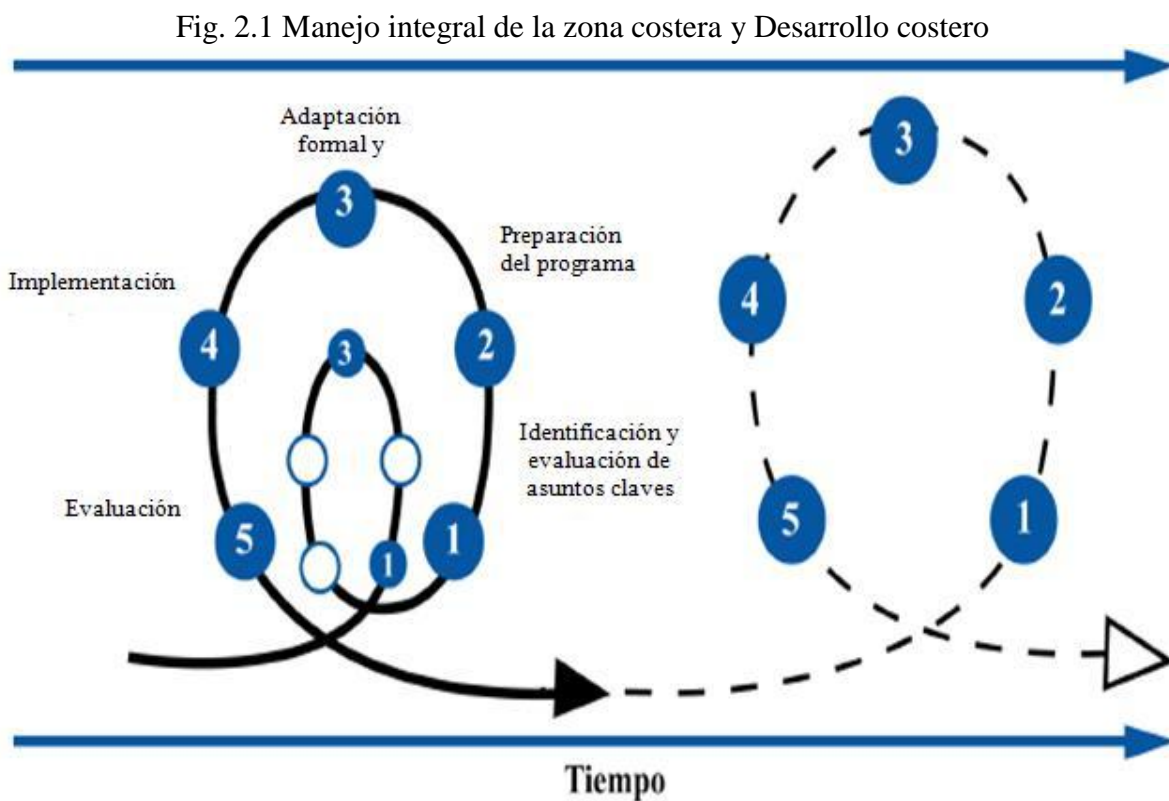 Fig. 2.1 Manejo integral de la zona costera y Desarrollo costero
Adaptación
formal y
3
3
Preparación
del programa
Implementación
4
2
4
2
3
Identificación y
evaluación de
asuntos claves
Evaluación
5
1
1
5
1
Tiempo